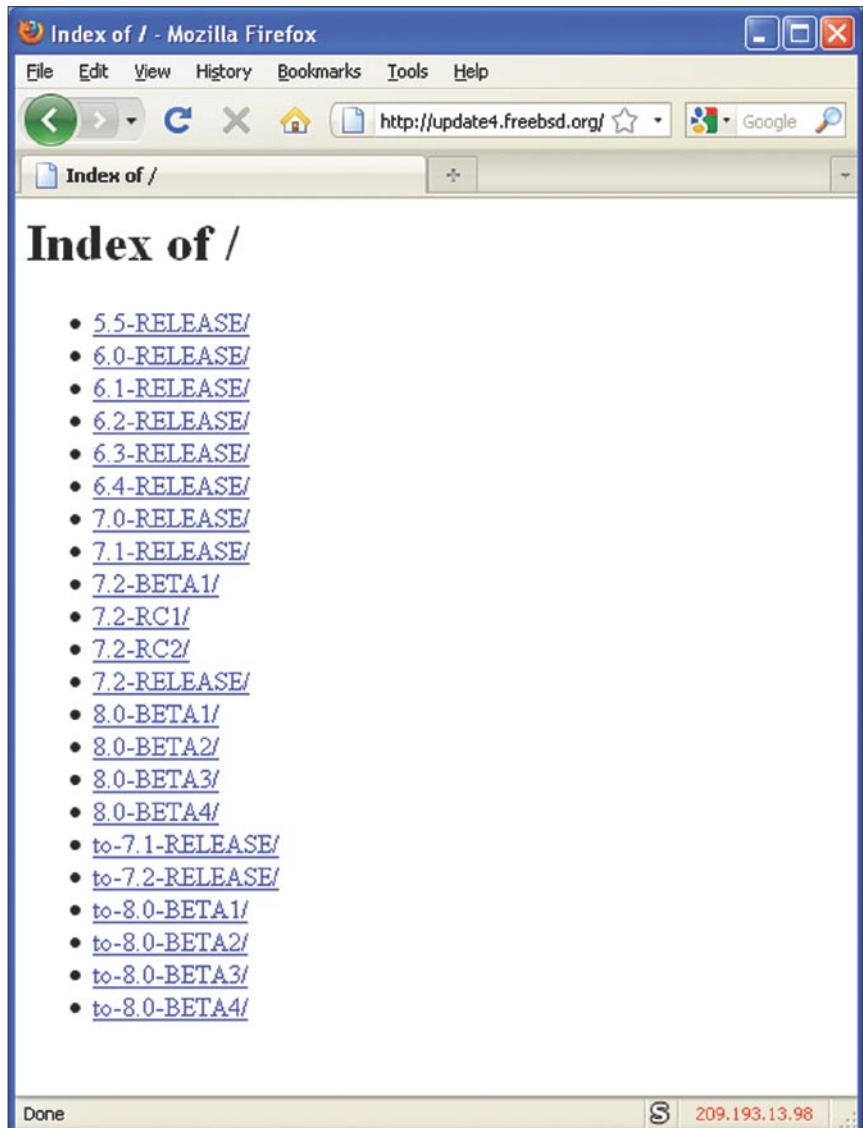 Index of / - Mozilla Firefox
File Edit View History Bookmarks Tools Help
http://update4.freebsd.org/ Google
Index of /
Index of /
5.5-RELEASE/
6.0-RELEASE/
6.1-RELEASE/
6.2-RELEASE/
6.3-RELEASE/
6.4-RELEASE/
7.0-RELEASE/
7.1-RELEASE/
7.2-BETA1/
7.2-RC1/
7.2-RC2/
7.2-RELEASE/
8.0-BETA1/
8.0-BETA2/
8.0-BETA3/
8.0-BETA4/
to-7.1-RELEASE/
to-7.2-RELEASE/
to-8.0-BETA1/
to-8.0-BETA2/
to-8.0-BETA3/
to-8.0-BETA4/
Done S 209.193.13.98